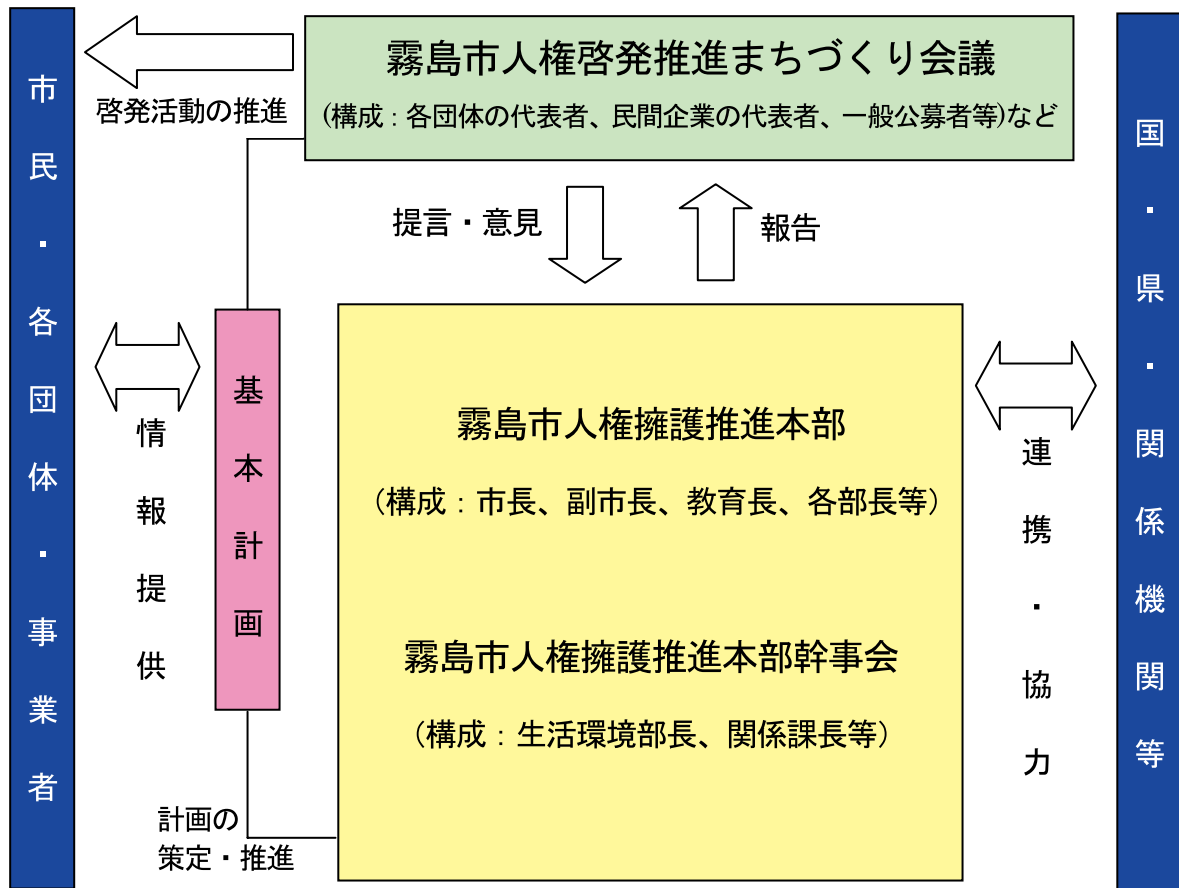 霧島市人権啓発推進まちづくり会議
(構成：各団体の代表者、民間企業の代表者、一般公募者等)など
啓発活動の推進
市民・各団体・事業者
国・県・関係機関等
提言・意見
報告
基本計画
情報提供
霧島市人権擁護推進本部
（構成：市長、副市長、教育長、各部長等）
連携・協力
霧島市人権擁護推進本部幹事会
（構成：生活環境部長、関係課長等）
計画の
策定・推進